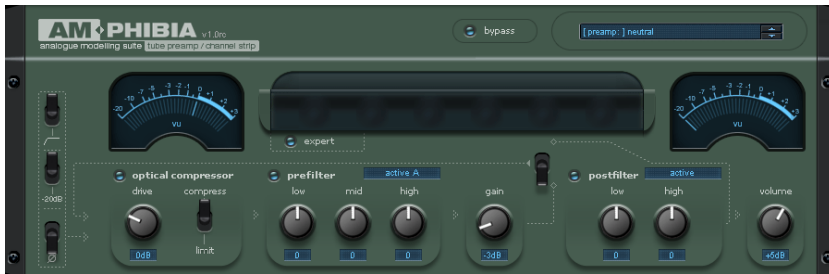 AM PHIBIA v1.0rc
analogue modelling suite tube preamp / channel strip
bypass
[ preamp: ] neutral
-20 -10 -7 -5 -3 -2 -1 0 +1 +2 +3
VU
-20 -10 -7 -5 -3 -2 -1 0 +1 +2 +3
VU
expert
-20dB
Ø
optical compressor
drive compress
0dB
limit
prefilter active A
low mid high
0 0 0
gain
-3dB
postfilter active
low high
0 0
volume
+5dB